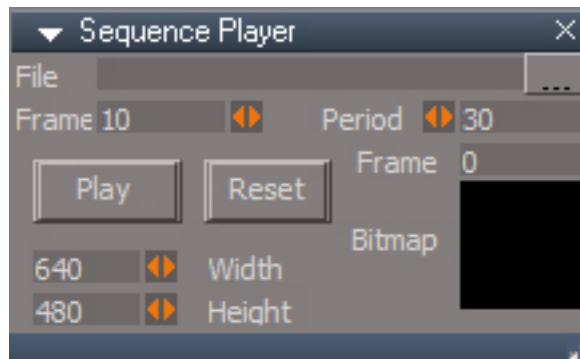 Sequence Player
File ...
Frame 10 Period 30
Frame 0
Play Reset
Bitmap
640 Width
480 Height